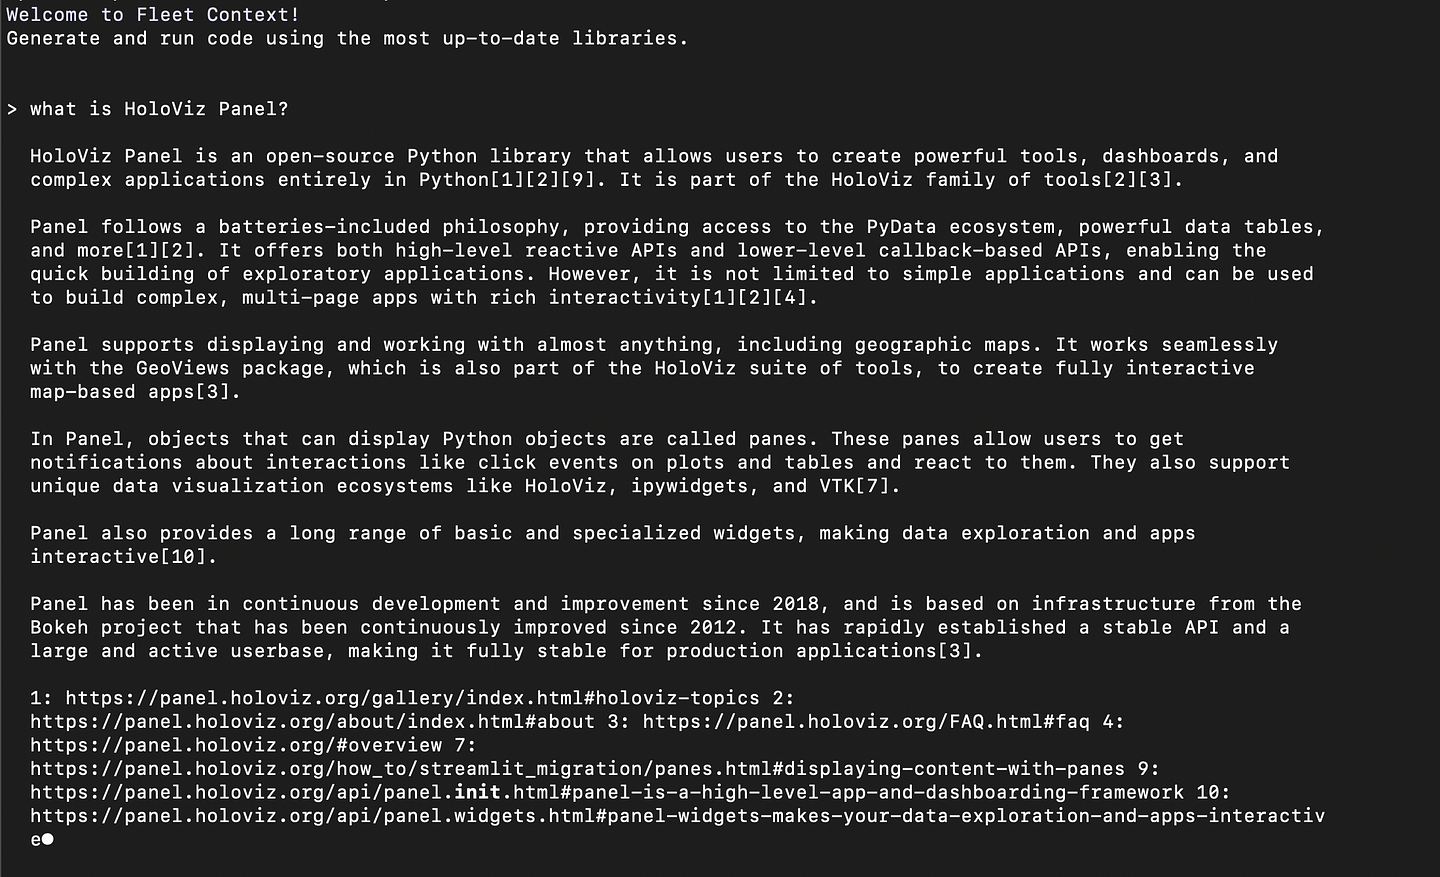 Welcome to Fleet Context!
Generate and run code using the most up-to-date libraries.
> what is HoloViz Panel?
HoloViz Panel is an open-source Python library that allows users to create powerful tools, dashboards, and
complex applications entirely in Python[1][2][9]. It is part of the HoloViz family of tools[2][3].
Panel follows a batteries-included philosophy, providing access to the PyData ecosystem, powerful data tables,
and more[1][2]. It offers both high-level reactive APIs and lower-level callback-based APIs, enabling the
quick building of exploratory applications. However, it is not limited to simple applications and can be used
to build complex, multi-page apps with rich interactivity[1][2][4].
Panel supports displaying and working with almost anything, including geographic maps. It works seamlessly
with the GeoViews package, which is also part of the HoloViz suite of tools, to create fully interactive
map-based apps[3].
In Panel, objects that can display Python objects are called panes. These panes allow users to get
notifications about interactions like click events on plots and tables and react to them. They also support
unique data visualization ecosystems like HoloViz, ipywidgets, and VTK[7].
Panel also provides a long range of basic and specialized widgets, making data exploration and apps
interactive[10].
Panel has been in continuous development and improvement since 2018, and is based on infrastructure from the
Bokeh project that has been continuously improved since 2012. It has rapidly established a stable API and a
large and active userbase, making it fully stable for production applications[3].
1: https://panel.holoviz.org/gallery/index.html#holoviz-topics 2:
https://panel.holoviz.org/about/index.html#about 3: https://panel.holoviz.org/FAQ.html#faq 4:
https://panel.holoviz.org/#overview 7:
https://panel.holoviz.org/how_to/streamlit_migration/panes.html#displaying-content-with-panes 9:
https://panel.holoviz.org/api/panel.init.html#panel-is-a-high-level-app-and-dashboarding-framework 10:
https://panel.holoviz.org/api/panel.widgets.html#panel-widgets-makes-your-data-exploration-and-apps-interactiv
e